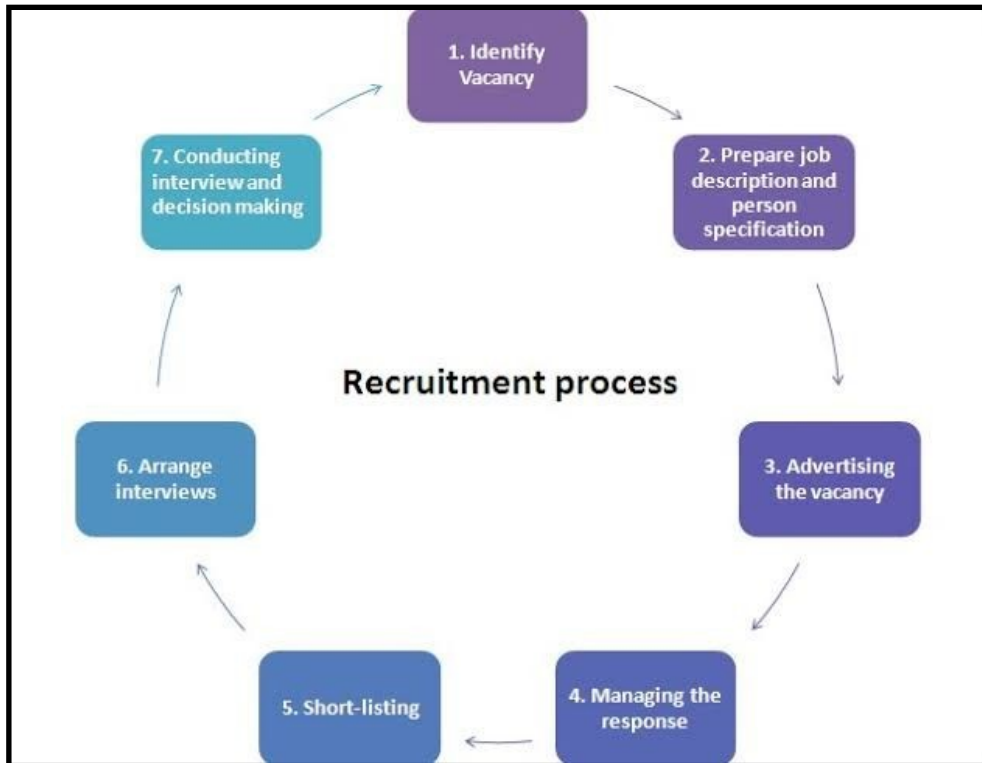 1. Identify
Vacancy
2. Prepare job
description and
person
specification
3. Advertising
the vacancy
4. Managing the
response
5. Short-listing
6. Arrange
interviews
7. Conducting
interview and
decision making
Recruitment process